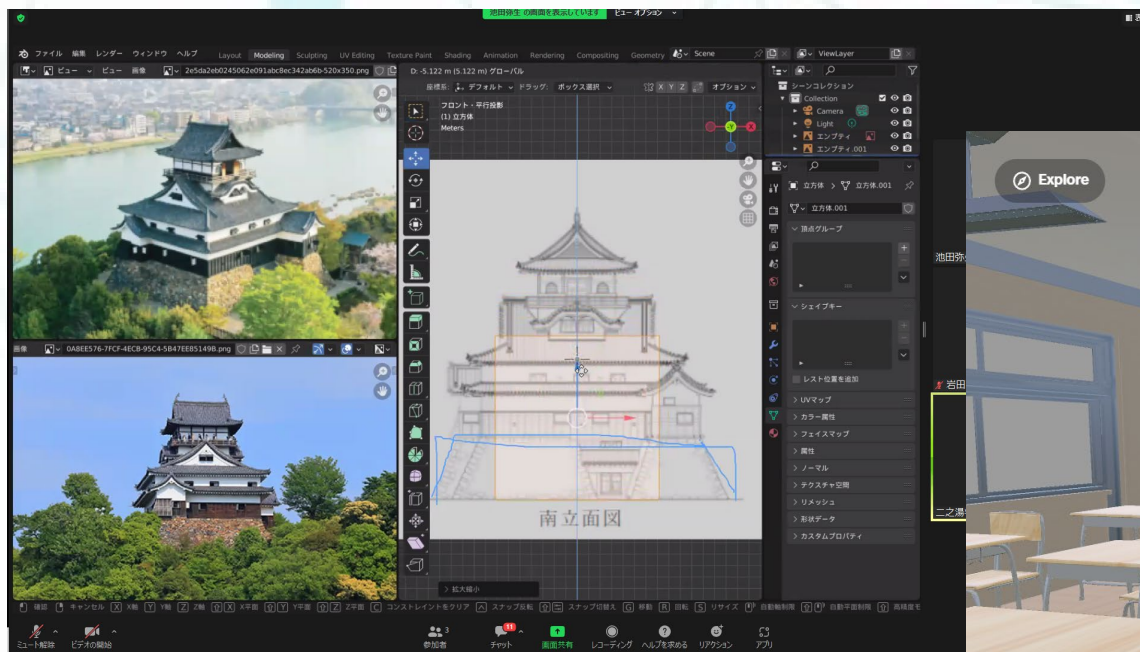 池田弥生 の画面を表示しています ビュー オプション
ファイル 編集 レンダー ウィンドウ ヘルプ Layout Modeling Sculpting UV Editing Texture Paint Shading Animation Rendering Compositing Geometry Scene ViewLayer
ビュー ビュー 画像 2e5da2eb0245062e091abc8ec342ab6b-520x350.png
D: -5.122 m (5.122 m) グローバル
座標系: デフォルト ドラッグ: ボックス選択 X Y Z オプション
フロント・平行投影
(1) 立方体
Meters
Z
-Y
X
シーンコレクション
Collection
Camera
Light
エンプティ
エンプティ.001
立方体 立方体.001
立方体.001
頂点グループ
シェイプキー
レスト位置を追加
UVマップ
カラー属性
フェイスマップ
属性
ノーマル
テクスチャ空間
リメッシュ
形状データ
カスタムプロパティ
画像 0A8EE576-7FCF-4ECB-95C4-5B47EE85149B.png
南立面図
拡大縮小
確認 キャンセル X X軸 Y Y軸 Z Z軸 X X平面 Y Y平面 Z Z平面 C コンストレイントをクリア スナップ反転 スナップ切替え G 移動 R 回転 S リサイズ 自動軸制限 自動平面制限 高精度モ
Explore
池田弥
岩田
二之湯
ミュート解除 ビデオの開始 参加者 3 チャット 11 画面共有 レコーディング ヘルプを求める リアクション アプリ